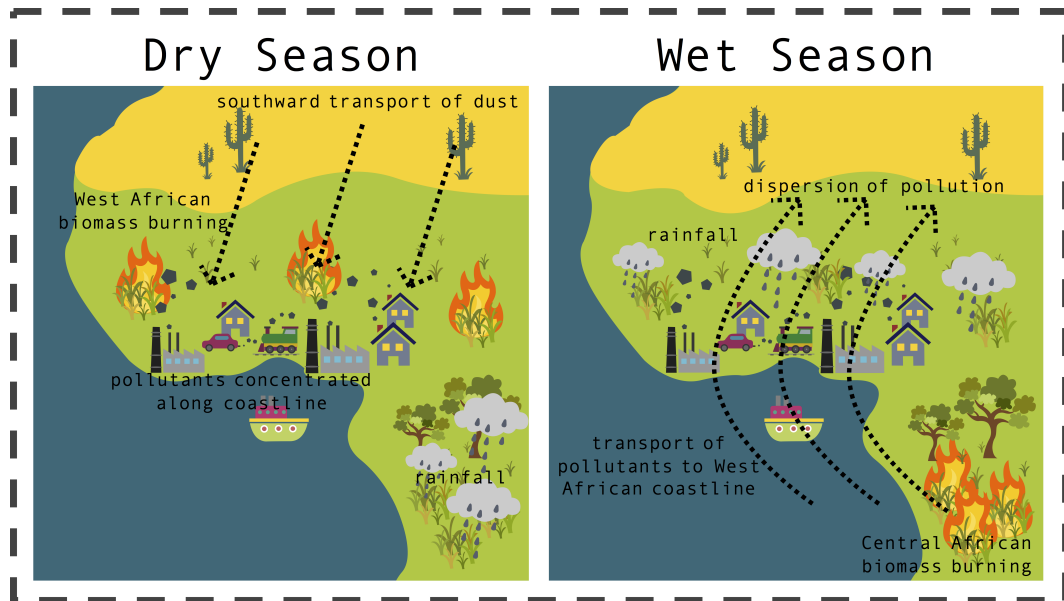 Dry Season
southward transport of dust
West African
biomass burning
pollutants concentrated
along coastline
rainfall
Wet Season
dispersion of pollution
rainfall
transport of
pollutants to West
African coastline
Central African
biomass burning